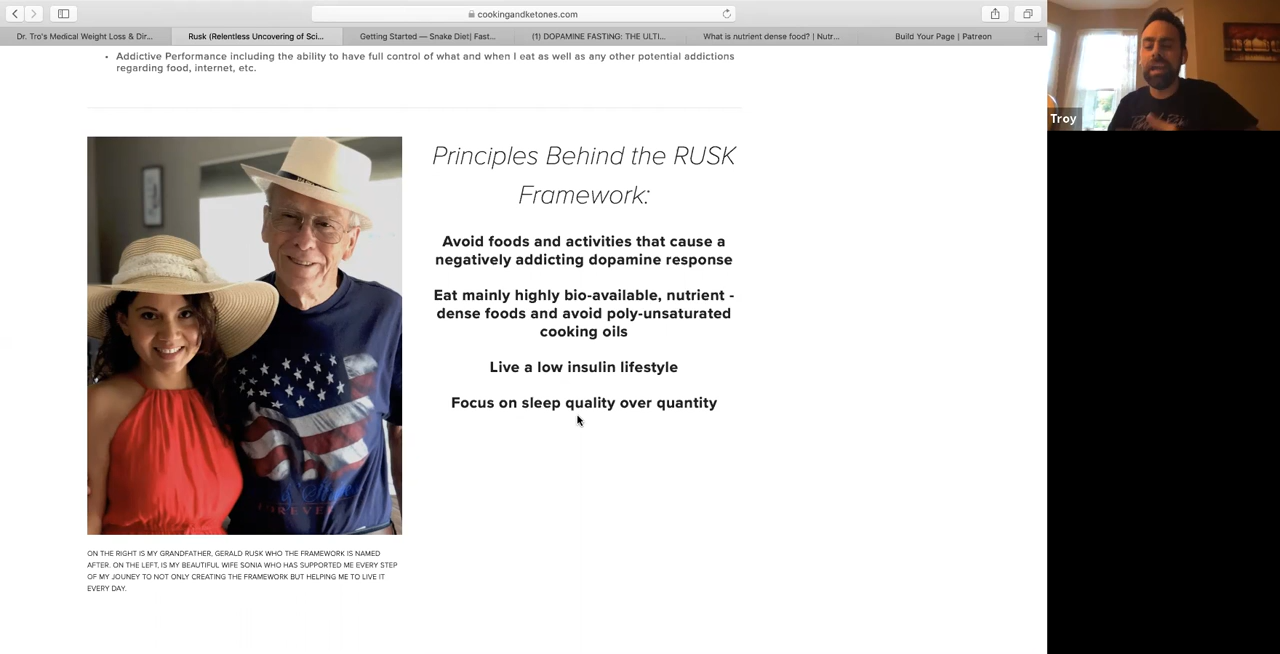 cookingandketones.com
Dr. Tro's Medical Weight Loss & Dir...
Rusk (Relentless Uncovering of Sci...
Getting Started — Snake Diet| Fast...
(1) DOPAMINE FASTING: THE ULTI...
What is nutrient dense food? | Nutr...
Build Your Page | Patreon
Troy
• Addictive Performance including the ability to have full control of what and when I eat as well as any other potential addictions
regarding food, internet, etc.
Principles Behind the RUSK
Framework:
Avoid foods and activities that cause a
negatively addicting dopamine response
Eat mainly highly bio-available, nutrient -
dense foods and avoid poly-unsaturated
cooking oils
Live a low insulin lifestyle
Focus on sleep quality over quantity
FOREVER
ON THE RIGHT IS MY GRANDFATHER, GERALD RUSK WHO THE FRAMEWORK IS NAMED
AFTER. ON THE LEFT, IS MY BEAUTIFUL WIFE SONIA WHO HAS SUPPORTED ME EVERY STEP
OF MY JOUNEY TO NOT ONLY CREATING THE FRAMEWORK BUT HELPING ME TO LIVE IT
EVERY DAY.